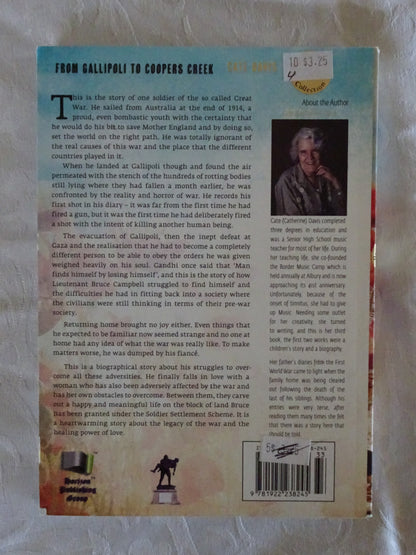 FROM GALLIPOLI TO COOPERS CREEK
10 $3.25
4
Collection
About the Author
This is the story of one soldier of the so called Great
War. He sailed from Australia at the end of 1914, a
proud, even bombastic youth with the certainty that
he would do his bit to save Mother England and by doing so,
set the world on the right path. He was totally ignorant of
the real causes of this war and the place that the different
countries played in it.
When he landed at Gallipoli though and found the air
permeated with the stench of the hundreds of rotting bodies
still lying where they had fallen a month earlier, he was
confronted by the reality and horror of war. He records his
first shot in his diary – it was far from the first time he had
fired a gun, but it was the first time he had deliberately fired
a shot with the intent of killing another human being.
The evacuation of Gallipoli, then the inept defeat at
Gaza and the realisation that he had to become a completely
different person to be able to obey the orders he was given
weighed heavily on his soul. Gandhi once said that 'Man
finds himself by losing himself', and this is the story of how
Lieutenant Bruce Campbell struggled to find himself and
the difficulties he had in fitting back into a society where
the civilians were still thinking in terms of their pre-war
society.
Returning home brought no joy either. Even things that
he expected to be familiar now seemed strange and no one at
home had any idea of what the war was really like. To make
matters worse, he was dumped by his fiancé.
This is a biographical story about his struggles to over-
come all these adversities. He finally falls in love with a
woman who has also been adversely affected by the war and
has her own obstacles to overcome. Between them, they carve
out a happy and meaningful life on the block of land Bruce
has been granted under the Soldier Settlement Scheme. It is
a heartwarming story about the legacy of the war and the
healing power of love.
Cate (Catherine) Davis completed
three degrees in education and
was a Senior High School music
teacher for most of her life. During
her teaching life, she co-founded
the Border Music Camp which is
held annually at Albury and is now
approaching its 41st anniversary.
Unfortunately because of the
onset of tinnitus, she has had to
give up Music. Needing some outlet
for her creativity, she turned
to writing, and this is her third
book, the first two works were a
children's story and a biography.
Her father's diaries from the First
World War came to light when the
family home was being cleared
out following the death of the
last of his siblings. Although his
entries were very terse, after
reading them many times she felt
that there was a story here that
should be told.
Horizon
Publishing
Group
9 781922 238245